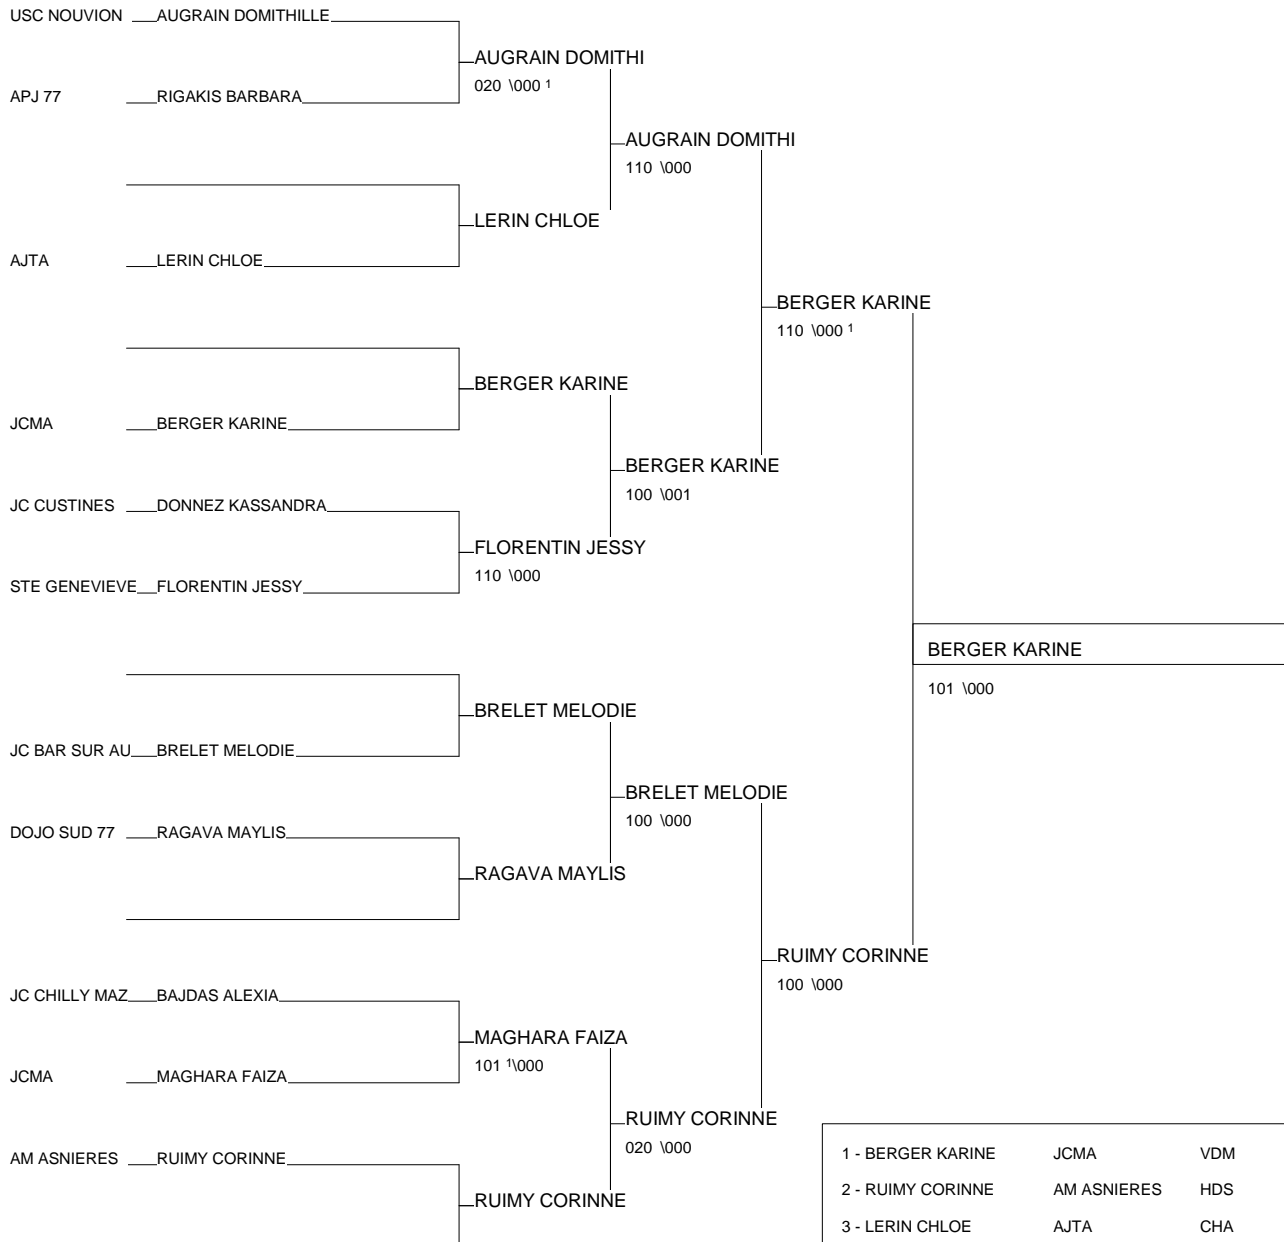 USC NOUVION AUGRAIN DOMITHILLE
AUGRAIN DOMITHI
020 \000 1
APJ 77 RIGAKIS BARBARA
AUGRAIN DOMITHI
110 \000
LERIN CHLOE
AJTA LERIN CHLOE
BERGER KARINE
110 \000 1
BERGER KARINE
JCMA BERGER KARINE
BERGER KARINE
100 \001
JC CUSTINES DONNEZ KASSANDRA
FLORENTIN JESSY
110 \000
STE GENEVIEVE FLORENTIN JESSY
BERGER KARINE
101 \000
BRELET MELODIE
JC BAR SUR AU BRELET MELODIE
BRELET MELODIE
100 \000
DOJO SUD 77 RAGAVA MAYLIS
RAGAVA MAYLIS
RUIMY CORINNE
100 \000
JC CHILLY MAZ BAJDAS ALEXIA
MAGHARA FAIZA
101 1\000
JCMA MAGHARA FAIZA
RUIMY CORINNE
020 \000
AM ASNIERES RUIMY CORINNE
RUIMY CORINNE
1 - BERGER KARINE JCMA VDM
2 - RUIMY CORINNE AM ASNIERES HDS
3 - LERIN CHLOE AJTA CHA